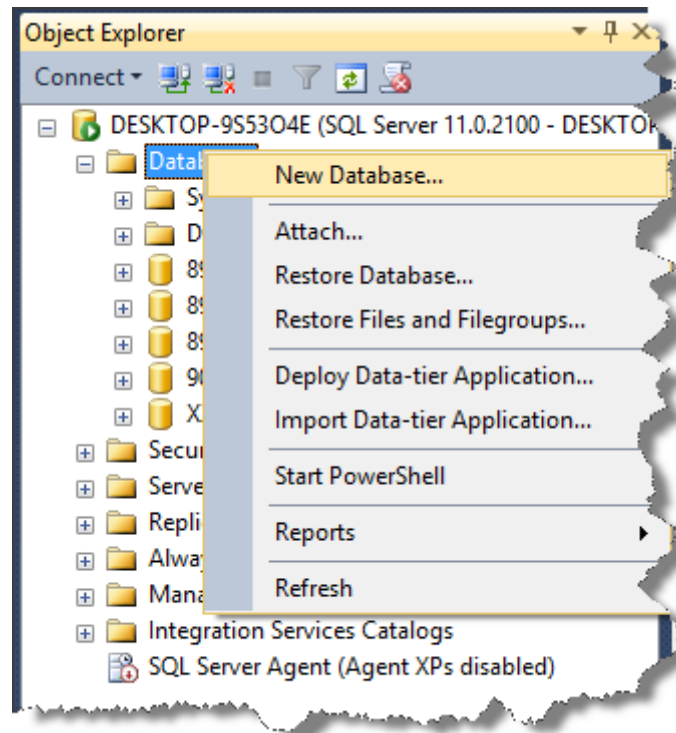 Object Explorer
Connect
DESKTOP-9S53O4E (SQL Server 11.0.2100 - DESKTO
New Database...
Attach...
Restore Database...
Restore Files and Filegroups...
Deploy Data-tier Application...
Import Data-tier Application...
Start PowerShell
Reports
Refresh
Integration Services Catalogs
SQL Server Agent (Agent XPs disabled)